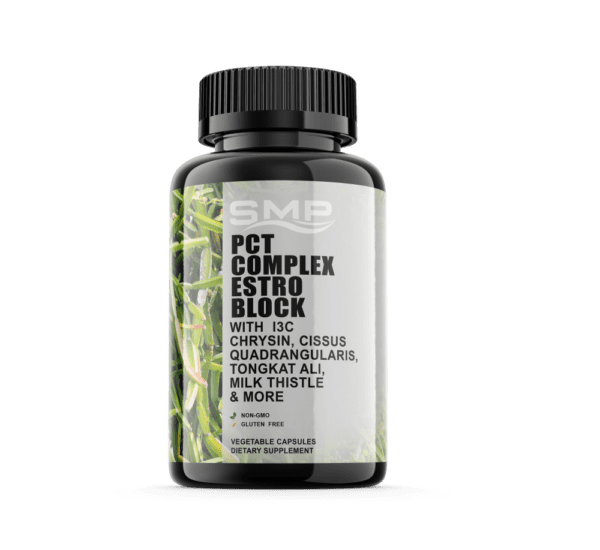 SMP
PCT
COMPLEX
ESTRO
BLOCK
WITH I3C
CHRYSIN, CISSUS
QUADRANGULARIS,
TONGKAT ALI,
MILK THISTLE
& MORE
NON-GMO
GLUTEN FREE
VEGETABLE CAPSULES
DIETARY SUPPLEMENT